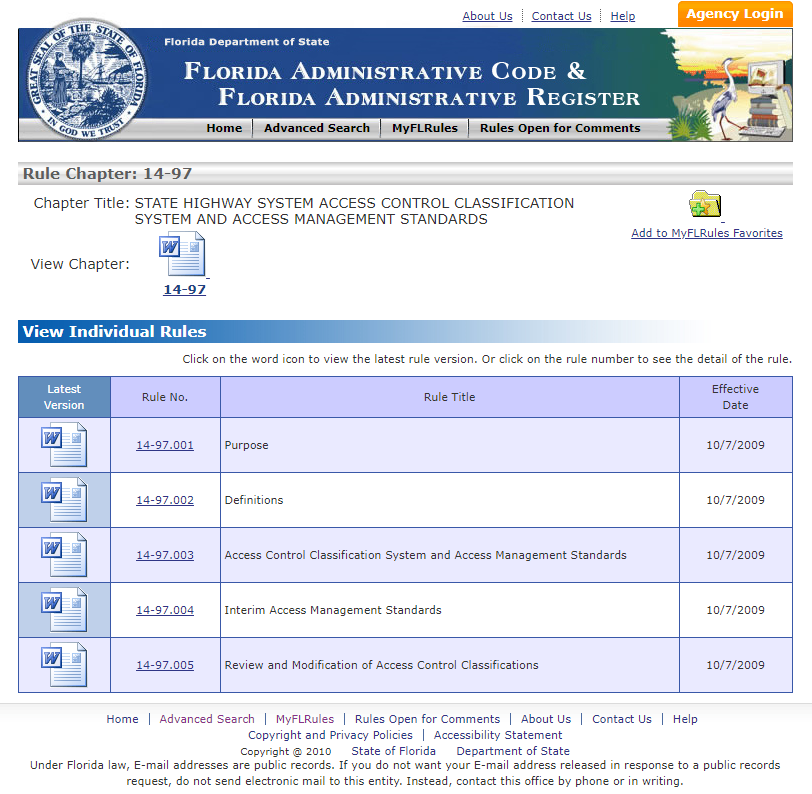 About Us Contact Us Help Agency Login
GREAT SEAL OF THE STATE OF FLORIDA
IN GOD WE TRUST
Florida Department of State
FLORIDA ADMINISTRATIVE CODE &
FLORIDA ADMINISTRATIVE REGISTER
Home Advanced Search MyFLRules Rules Open for Comments
Rule Chapter: 14-97
Chapter Title: STATE HIGHWAY SYSTEM ACCESS CONTROL CLASSIFICATION
SYSTEM AND ACCESS MANAGEMENT STANDARDS
Add to MyFLRules Favorites
View Chapter:
14-97
View Individual Rules
Click on the word icon to view the latest rule version. Or click on the rule number to see the detail of the rule.
Latest Version Rule No. Rule Title Effective Date
W 14-97.001 Purpose 10/7/2009
W 14-97.002 Definitions 10/7/2009
W 14-97.003 Access Control Classification System and Access Management Standards 10/7/2009
W 14-97.004 Interim Access Management Standards 10/7/2009
W 14-97.005 Review and Modification of Access Control Classifications 10/7/2009
Home | Advanced Search | MyFLRules | Rules Open for Comments | About Us | Contact Us | Help
Copyright and Privacy Policies | Accessibility Statement
Copyright @ 2010 State of Florida Department of State
Under Florida law, E-mail addresses are public records. If you do not want your E-mail address released in response to a public records
request, do not send electronic mail to this entity. Instead, contact this office by phone or in writing.